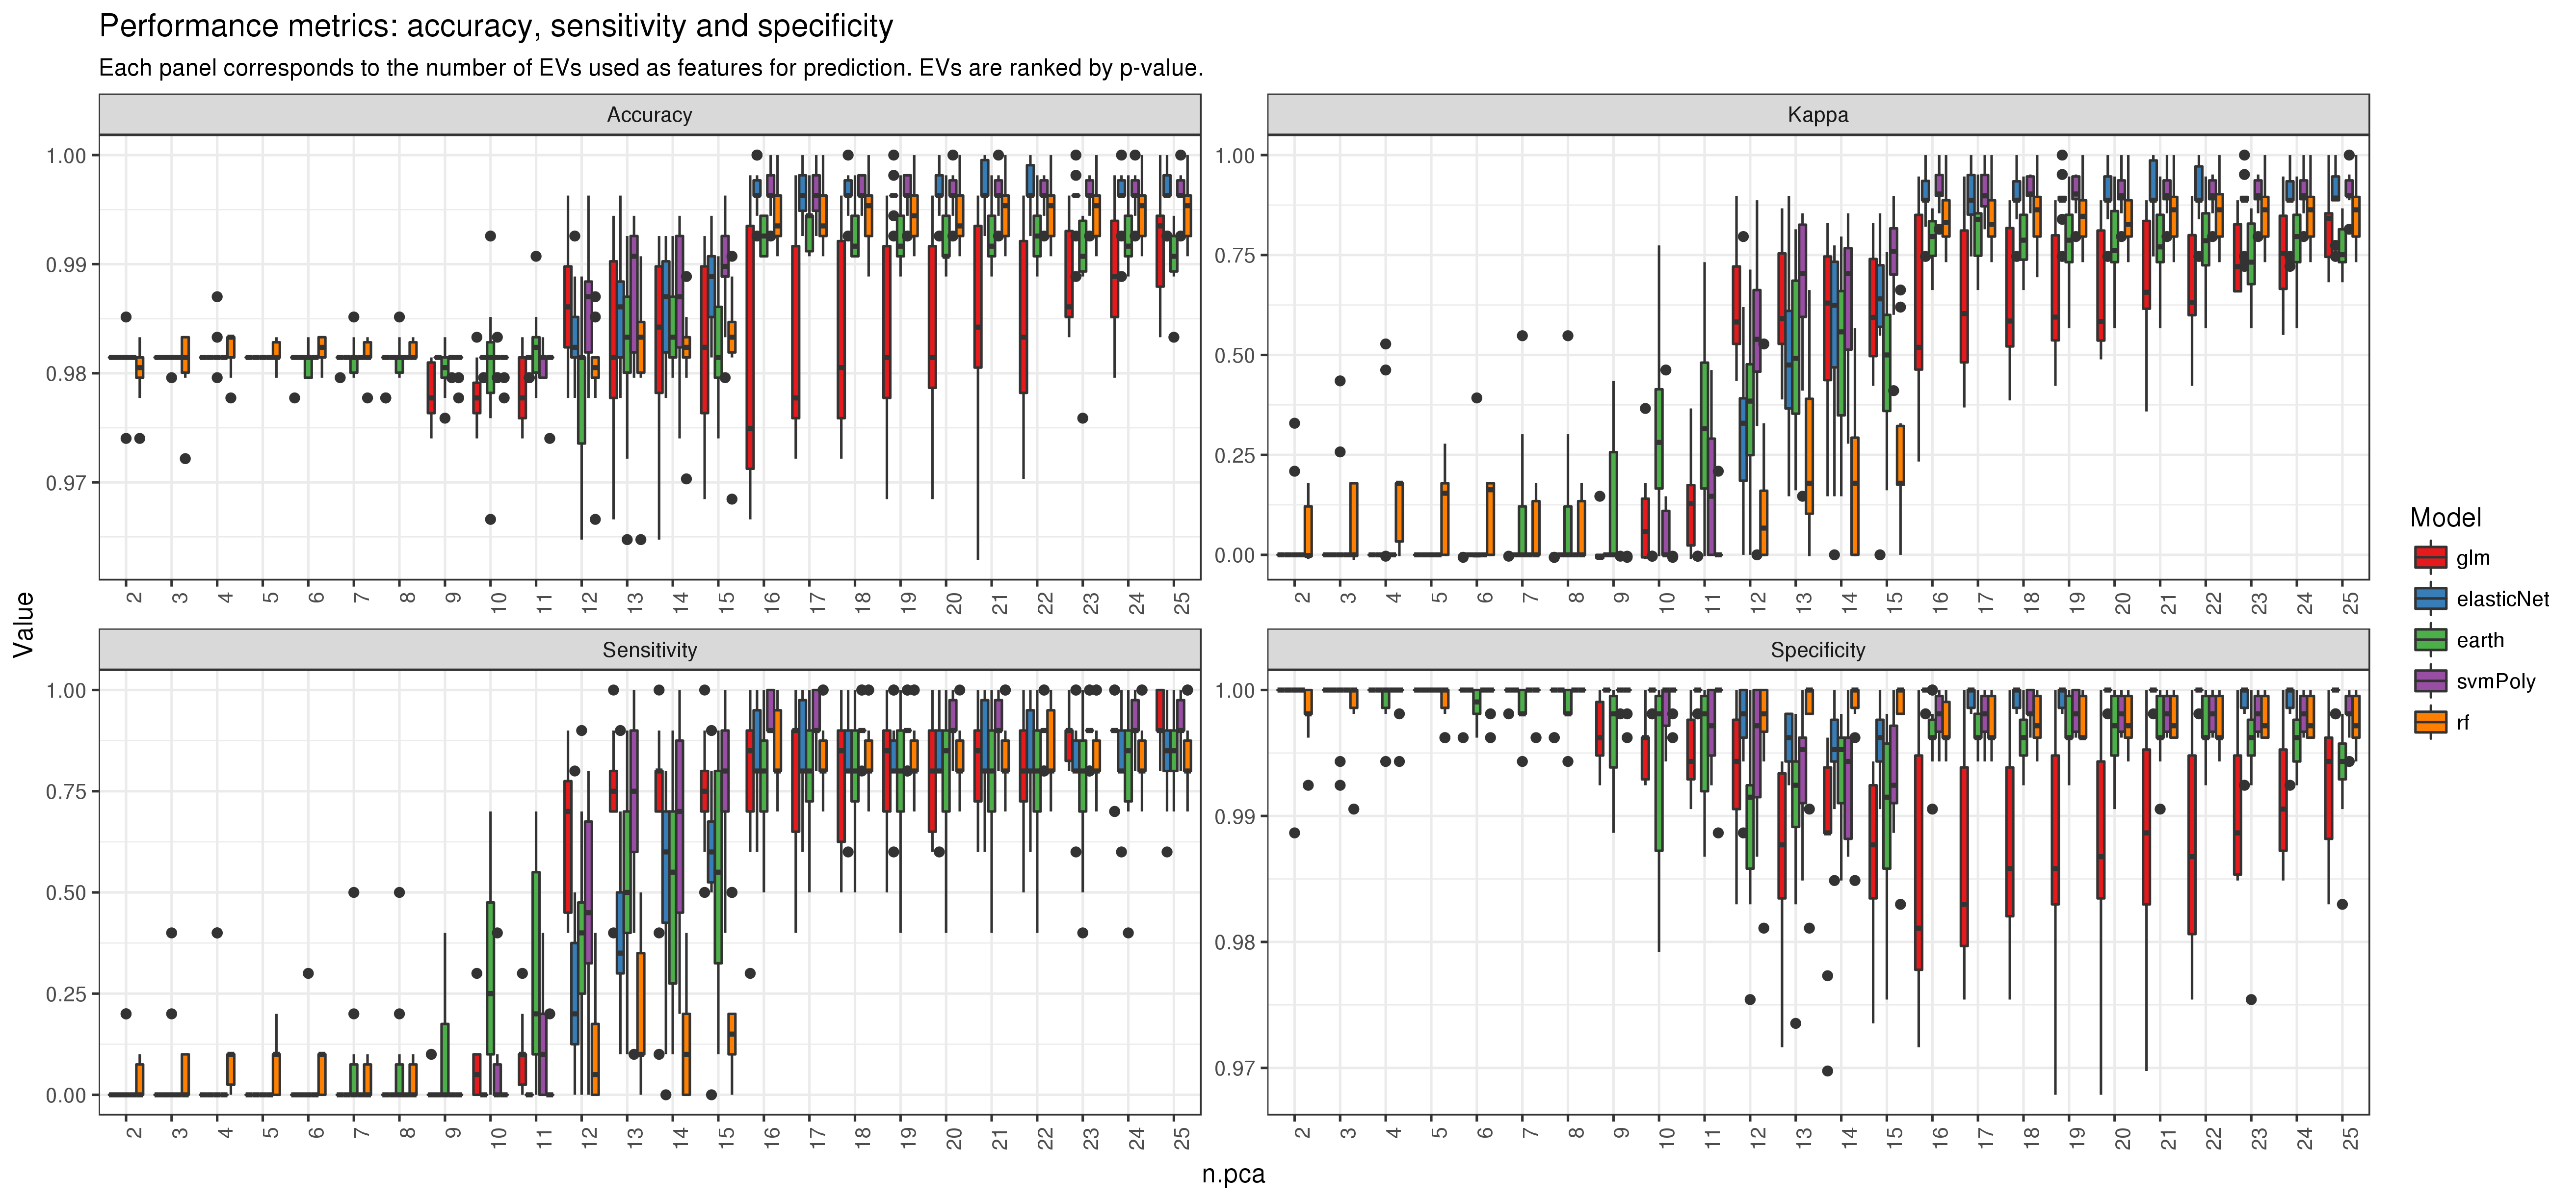 Performance metrics: accuracy, sensitivity and specificity
Each panel corresponds to the number of EVs used as features for prediction. EVs are ranked by p-value.
Accuracy
1.00
0.99
0.98
0.97
2 3 4 5 6 7 8 9 10 11 12 13 14 15 16 17 18 19 20 21 22 23 24 25
Kappa
1.00
0.75
0.50
0.25
0.00
2 3 4 5 6 7 8 9 10 11 12 13 14 15 16 17 18 19 20 21 22 23 24 25
Value
Sensitivity
1.00
0.75
0.50
0.25
0.00
2 3 4 5 6 7 8 9 10 11 12 13 14 15 16 17 18 19 20 21 22 23 24 25
Specificity
1.00
0.99
0.98
0.97
2 3 4 5 6 7 8 9 10 11 12 13 14 15 16 17 18 19 20 21 22 23 24 25
n.pca
Model
glm
elasticNet
earth
svmPoly
rf